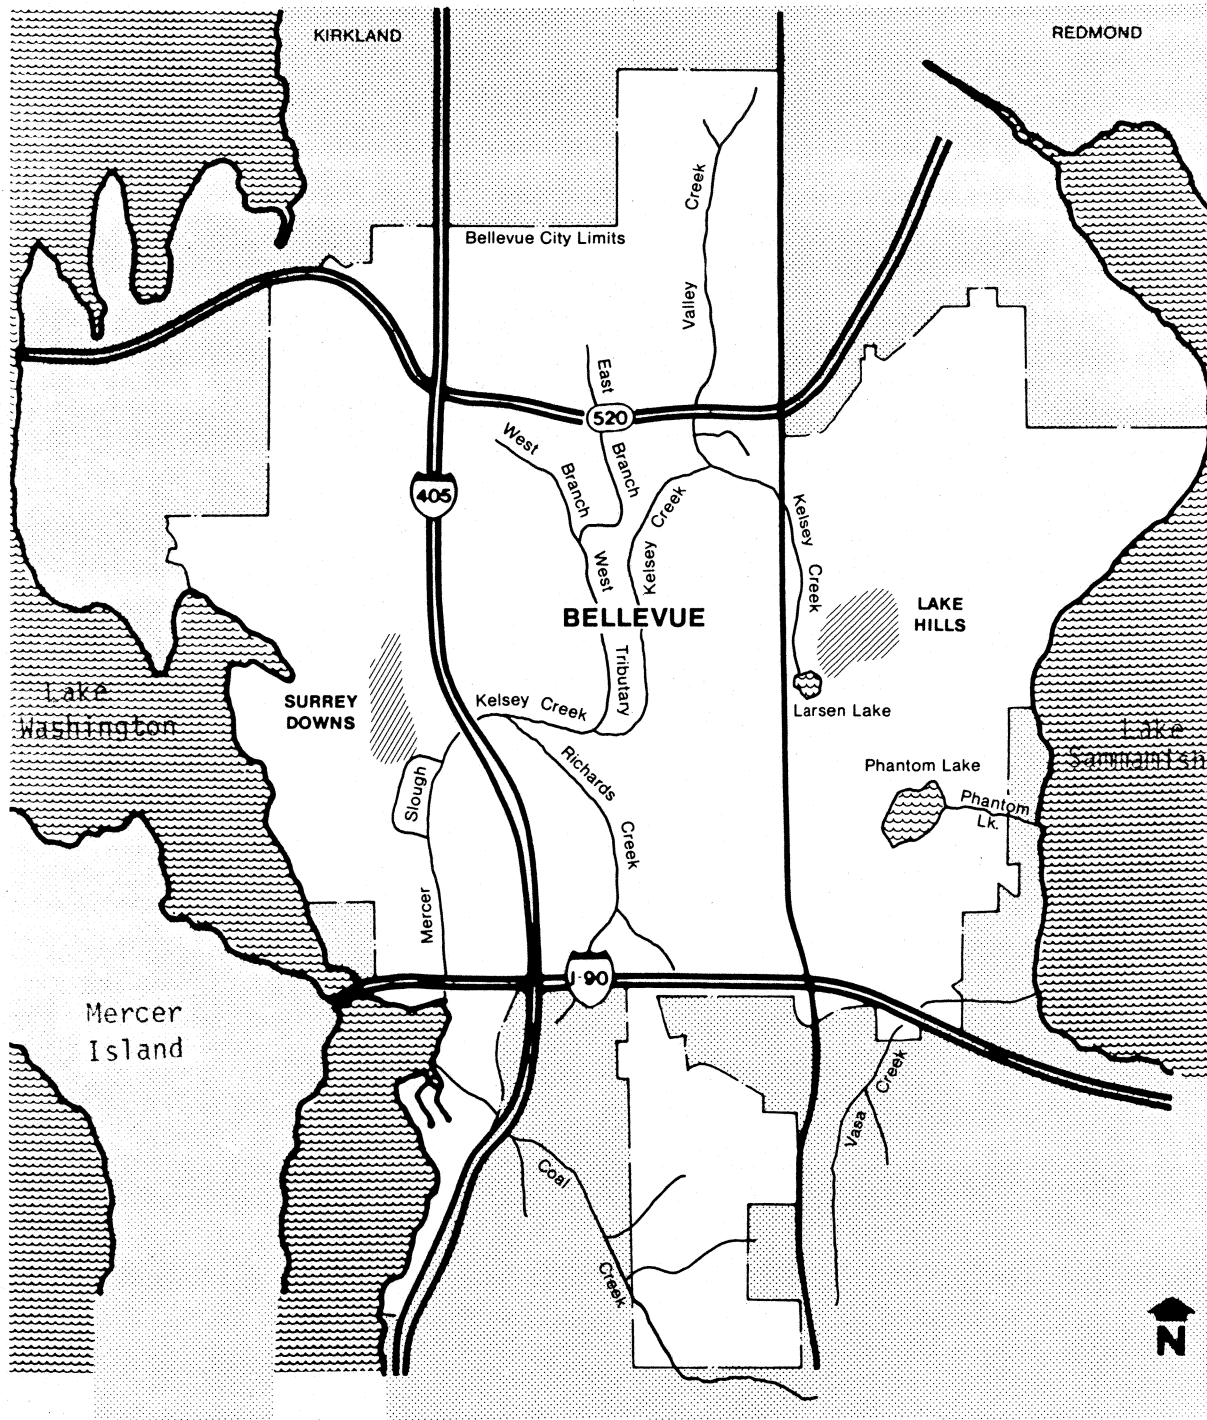 KIRKLAND
REDMOND
Creek
Bellevue City Limits
Valley
East
520
West
Branch
Branch
405
Creek
Kelsey
Kelsey
Creek
West
BELLEVUE
LAKE
HILLS
Tributary
Lake
Washington
SURREY
DOWNS
Kelsey Creek
Larsen Lake
Lake
Sammamish
Richards
Phantom Lake
Slough
Phantom
Lk.
Creek
Mercer
I-90
Mercer
Island
Creek
Vasa
Coal
Creek
N